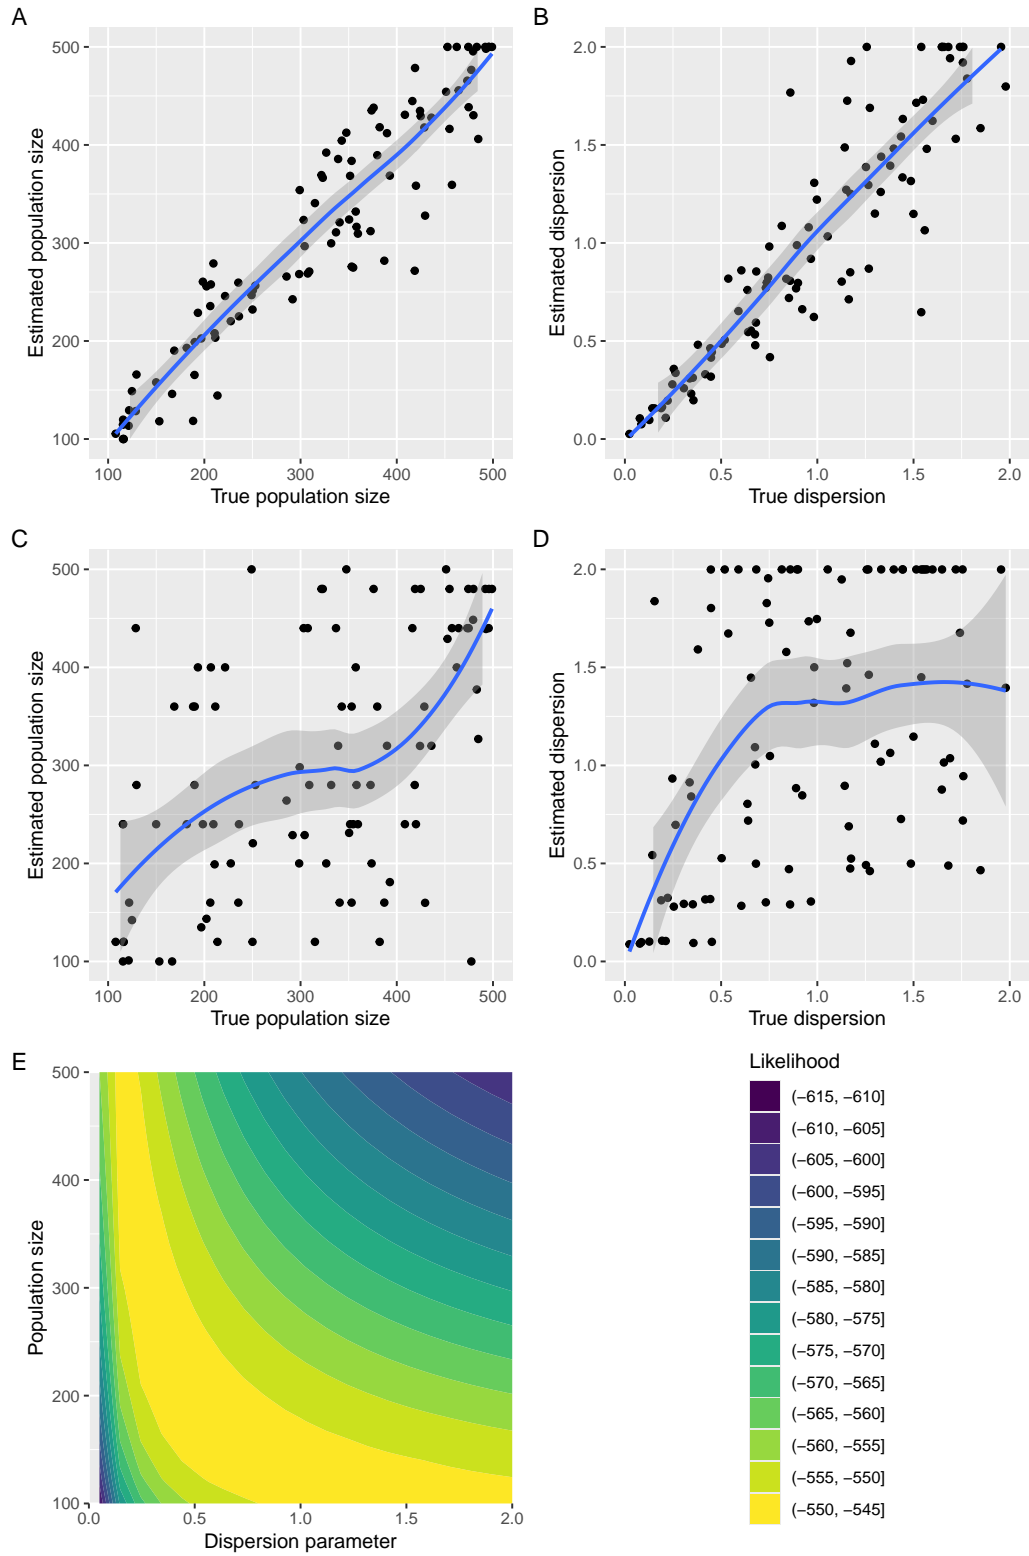 A
500
400
300
200
100
Estimated population size
100 200 300 400 500
True population size
B
2.0
1.5
1.0
0.5
0.0
Estimated dispersion
0.0 0.5 1.0 1.5 2.0
True dispersion
C
500
400
300
200
100
Estimated population size
100 200 300 400 500
True population size
D
2.0
1.5
1.0
0.5
0.0
Estimated dispersion
0.0 0.5 1.0 1.5 2.0
True dispersion
E
500
400
300
200
100
Population size
0.0 0.5 1.0 1.5 2.0
Dispersion parameter
Likelihood
(−615, −610]
(−610, −605]
(−605, −600]
(−600, −595]
(−595, −590]
(−590, −585]
(−585, −580]
(−580, −575]
(−575, −570]
(−570, −565]
(−565, −560]
(−560, −555]
(−555, −550]
(−550, −545]